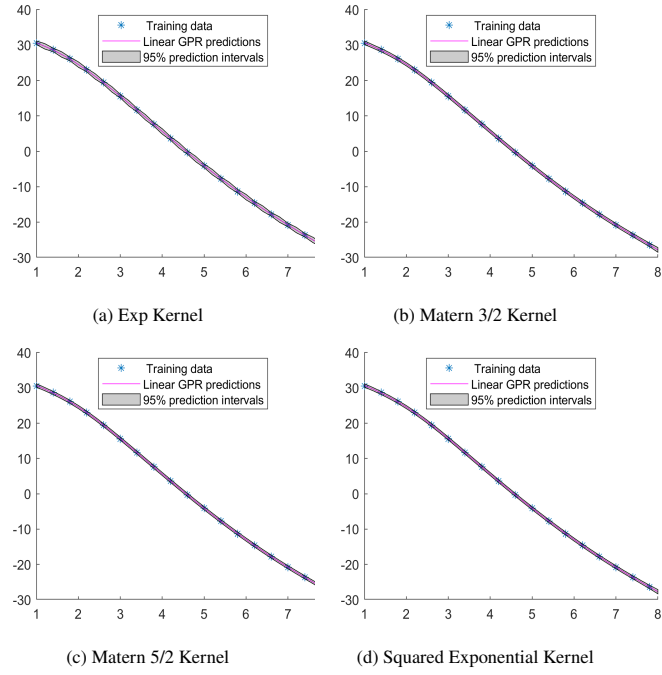 40
30
20
10
0
-10
-20
-30
1 2 3 4 5 6 7
Training data
Linear GPR predictions
95% prediction intervals
(a) Exp Kernel
40
30
20
10
0
-10
-20
-30
1 2 3 4 5 6 7 8
Training data
Linear GPR predictions
95% prediction intervals
(b) Matern 3/2 Kernel
40
30
20
10
0
-10
-20
-30
1 2 3 4 5 6 7
Training data
Linear GPR predictions
95% prediction intervals
(c) Matern 5/2 Kernel
40
30
20
10
0
-10
-20
-30
1 2 3 4 5 6 7 8
Training data
Linear GPR predictions
95% prediction intervals
(d) Squared Exponential Kernel